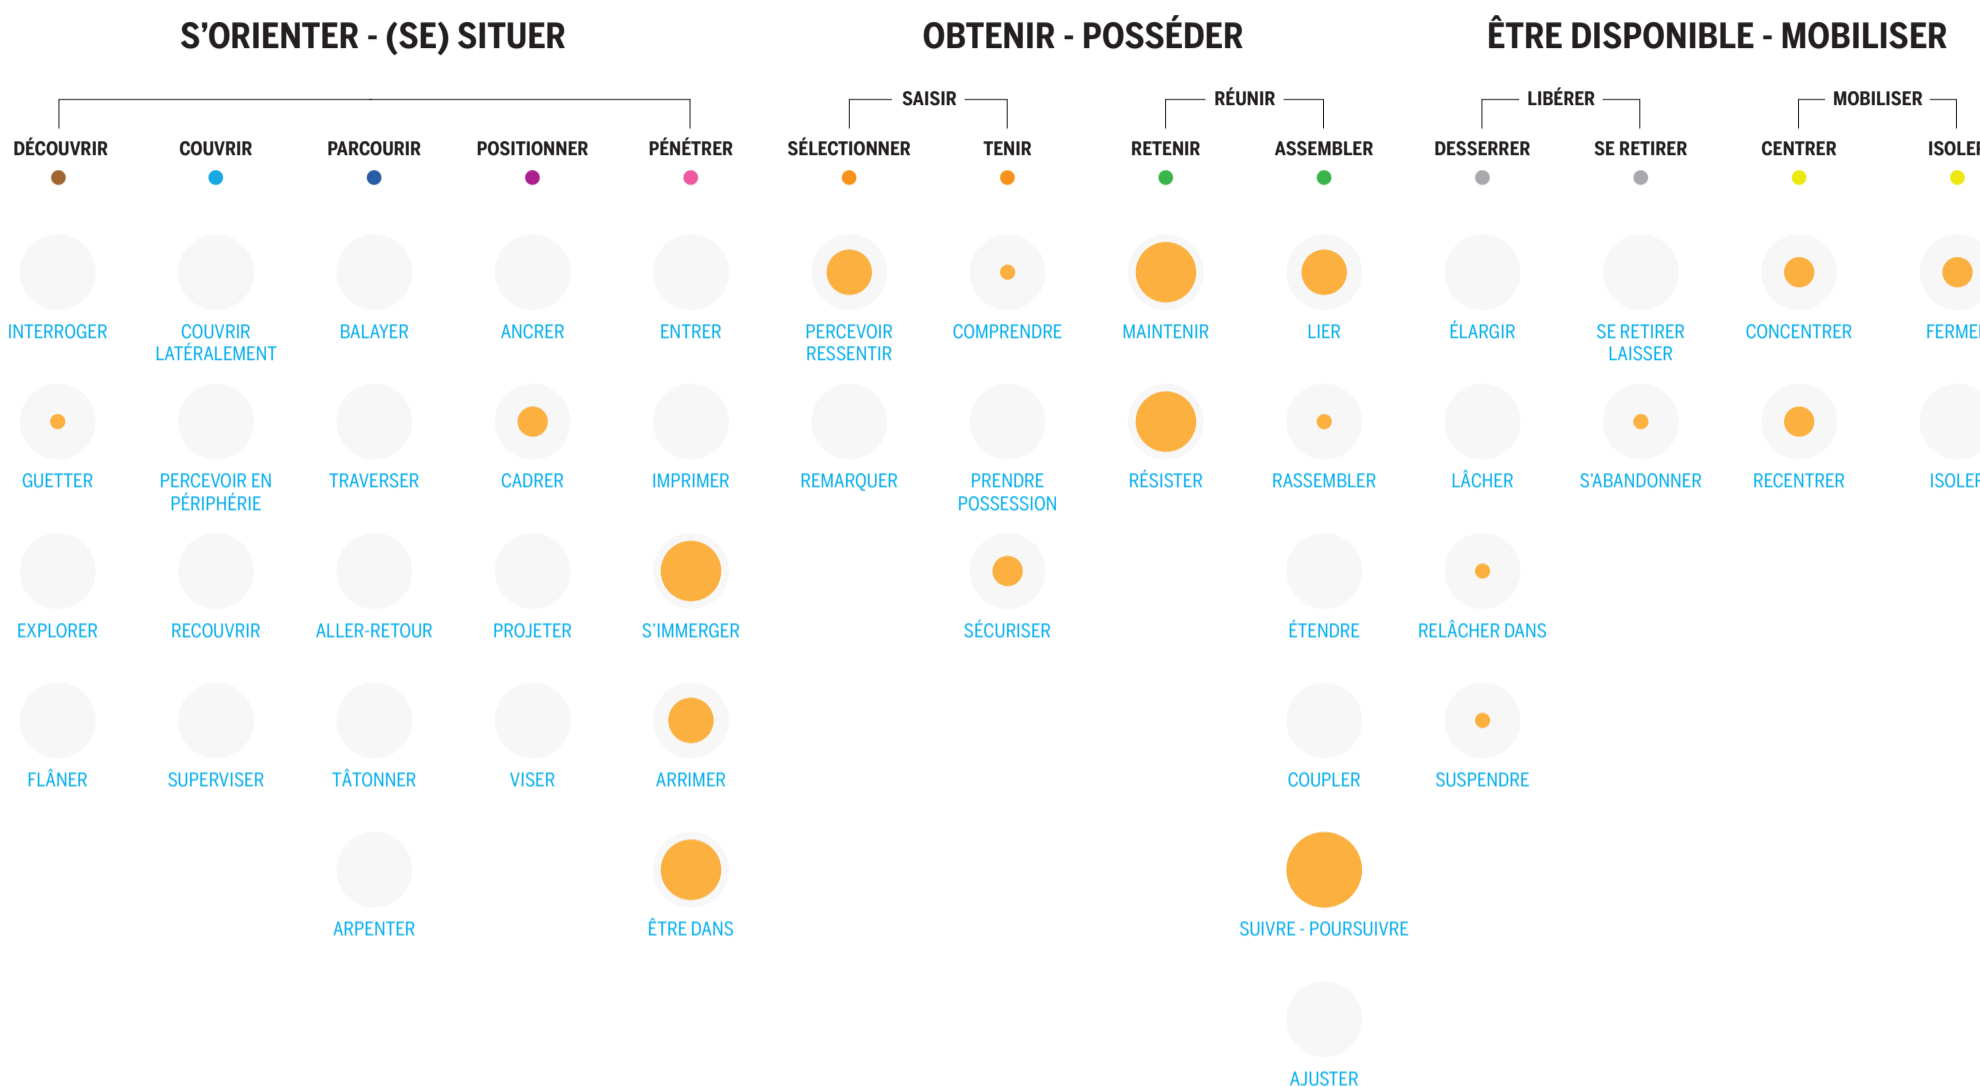 S'ORIENTER - (SE) SITUER
OBTENIR - POSSÉDER
ÊTRE DISPONIBLE - MOBILISER
SAISIR
RÉUNIR
LIBÉRER
MOBILISER
DÉCOUVRIR
COUVRIR
PARCOURIR
POSITIONNER
PÉNÉTRER
SÉLECTIONNER
TENIR
RETENIR
ASSEMBLER
DESSERRER
SE RETIRER
CENTRER
ISOLER
INTERROGER
COUVRIR
LATÉRALEMENT
BALAYER
ANCRER
ENTRER
PERCEVOIR
RESSENTIR
COMPRENDRE
MAINTENIR
LIER
ÉLARGIR
SE RETIRER
LAISSER
CONCENTRER
FERMER
GUETTER
PERCEVOIR EN
PÉRIPHÉRIE
TRAVERSER
CADRER
IMPRIMER
REMARQUER
PRENDRE
POSSESSION
RÉSISTER
RASSEMBLER
LÂCHER
S'ABANDONNER
RECENTRER
ISOLER
EXPLORER
RECOUVRIR
ALLER-RETOUR
PROJETER
S'IMMERGER
SÉCURISER
ÉTENDRE
RELÂCHER DANS
FLÂNER
SUPERVISER
TÂTONNER
VISER
ARRIMER
COUPLER
SUSPENDRE
ARPENTER
ÊTRE DANS
SUIVRE - POURSUIVRE
AJUSTER